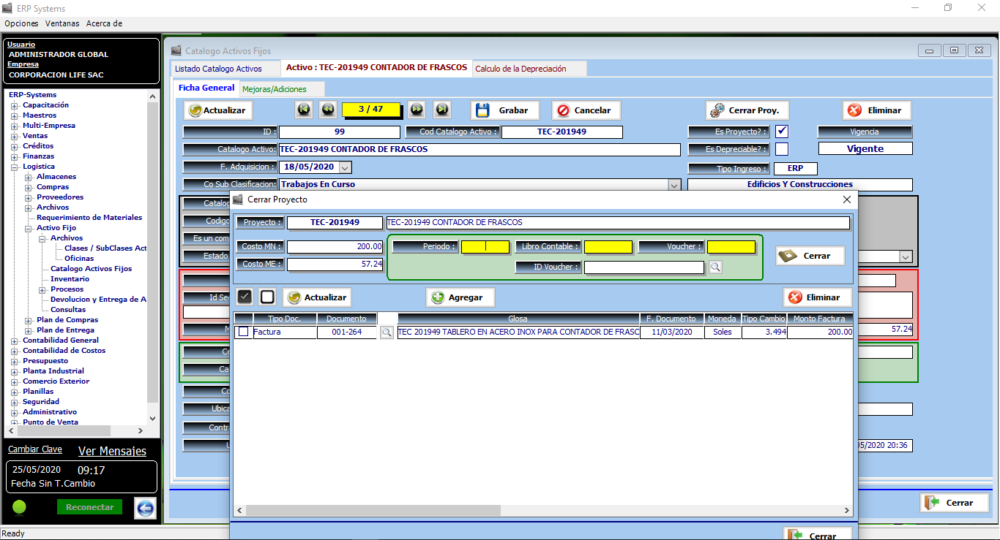 ERP Systems
Opciones Ventanas Acerca de
Usuario
ADMINISTRADOR GLOBAL
Empresa
CORPORACION LIFE SAC
ERP-Systems
Capacitación
Maestros
Multi-Empresa
Ventas
Créditos
Finanzas
Logistica
Almacenes
Compras
Proveedores
Archivos
Requerimiento de Materiales
Activo Fijo
Archivos
Clases / SubClases Act
Oficinas
Catalogo Activos Fijos
Inventario
Procesos
Devolucion y Entrega de A
Consultas
Plan de Compras
Plan de Entrega
Contabilidad General
Contabilidad de Costos
Presupuesto
Planta Industrial
Comercio Exterior
Planillas
Seguridad
Administrativo
Punto de Venta
Cambiar Clave Ver Mensajes
25/05/2020 09:17
Fecha Sin T.Cambio
Reconectar
Ready
Catalogo Activos Fijos
Listado Catalogo Activos Activo : TEC-201949 CONTADOR DE FRASCOS Calculo de la Depreciación
Ficha General Mejoras/Adiciones
Actualizar 3 / 47 Grabar Cancelar Cerrar Proy. Eliminar
ID : 99 Cod Catalogo Activo : TEC-201949 Es Proyecto? : Vigencia
Catalogo Activo: TEC-201949 CONTADOR DE FRASCOS Es Depreciable? : Vigente
F. Adquisicion : 18/05/2020 Tipo Ingreso : ERP
Co Sub Clasificacion: Trabajos En Curso Edificios Y Construcciones
Catalog
Codigo
Es un com
Estado
Id Sec
M
57.24
Ce
Ca
Co
Ubica
Contr
U
05/2020 20:36
Cerrar
Cerrar Proyecto
Proyecto : TEC-201949 TEC-201949 CONTADOR DE FRASCOS
Costo MN : 200.00 Periodo : Libro Contable : Voucher :
Costo ME : 57.24 ID Voucher : Cerrar
Actualizar Agregar Eliminar
Tipo Doc. Documento Glosa F. Documento Moneda Tipo Cambio Monto Factura
Factura 001-264 TEC 201949 TABLERO EN ACERO INOX PARA CONTADOR DE FRASC 11/03/2020 Soles 3.494 200.00
Cerrar